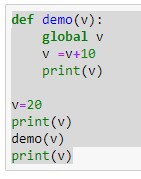 def demo(v):
    global v
    v =v+10
    print(v)

v=20
print(v)
demo(v)
print(v)